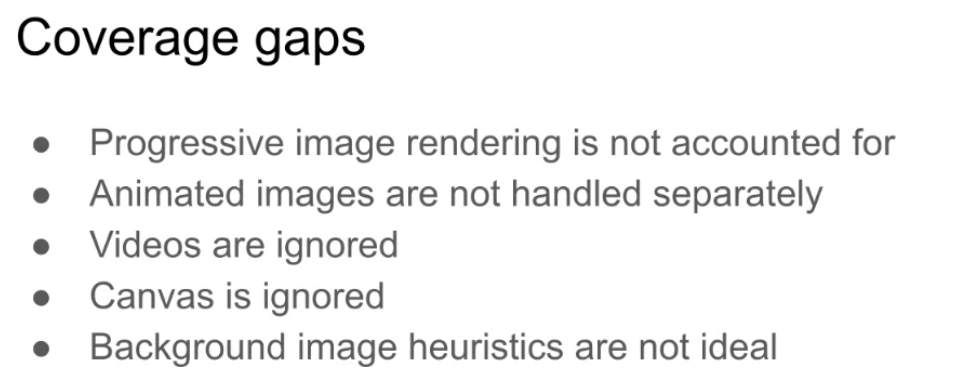 Coverage gaps
● Progressive image rendering is not accounted for
● Animated images are not handled separately
● Videos are ignored
● Canvas is ignored
● Background image heuristics are not ideal